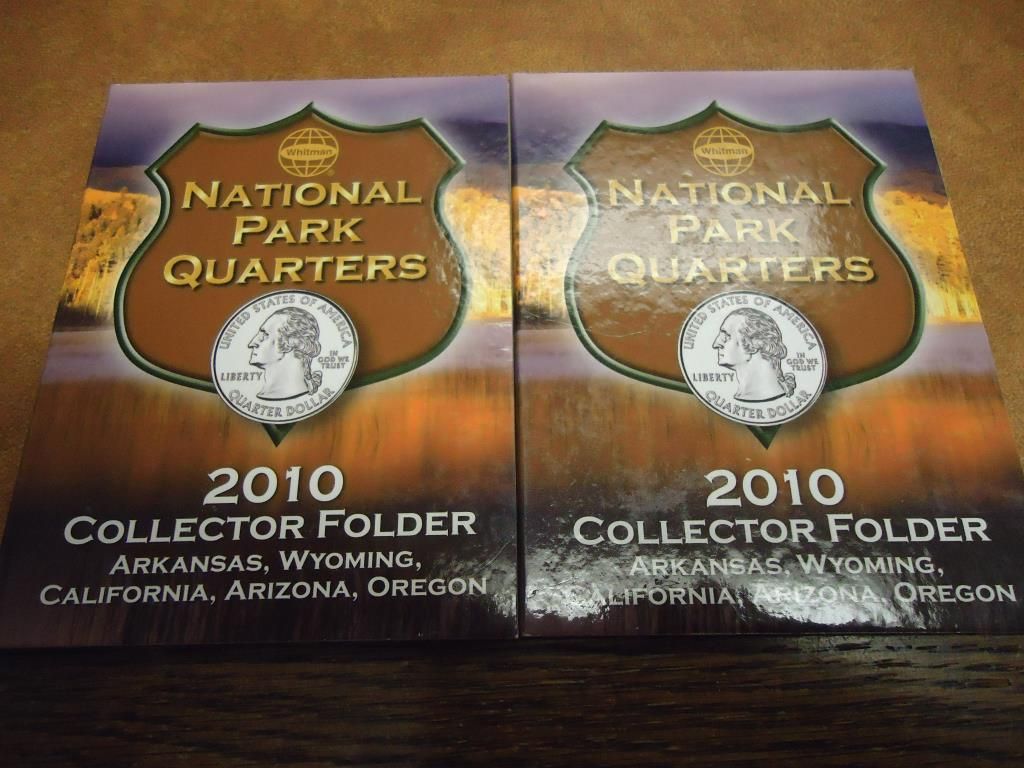 Whitman
NATIONAL
PARK
QUARTERS
UNITED STATES OF AMERICA
IN
GOD WE
TRUST
LIBERTY
QUARTER DOLLAR
2010
COLLECTOR FOLDER
ARKANSAS, WYOMING,
CALIFORNIA, ARIZONA, OREGON
Whitman
NATIONAL
PARK
QUARTERS
UNITED STATES OF AMERICA
IN
GOD WE
TRUST
LIBERTY
QUARTER DOLLAR
2010
COLLECTOR FOLDER
ARKANSAS, WYOMING,
CALIFORNIA, ARIZONA, OREGON